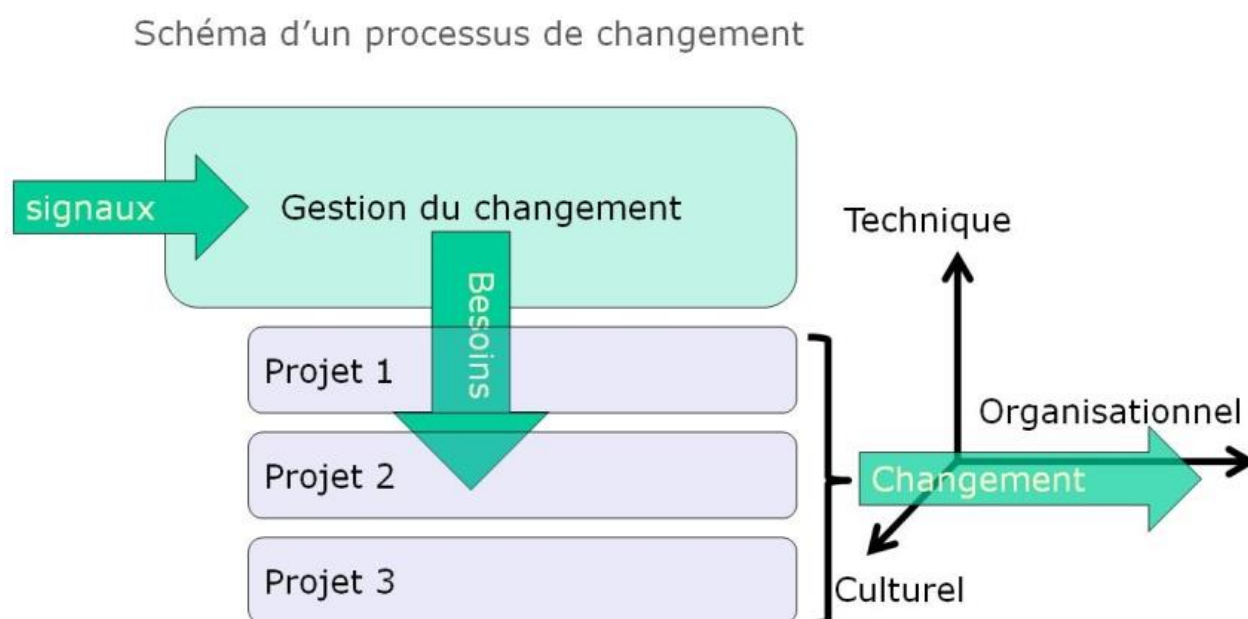 Schéma d'un processus de changement
signaux
Gestion du changement
Besoins
Projet 1
Projet 2
Projet 3
Technique
Organisationnel
Changement
Culturel